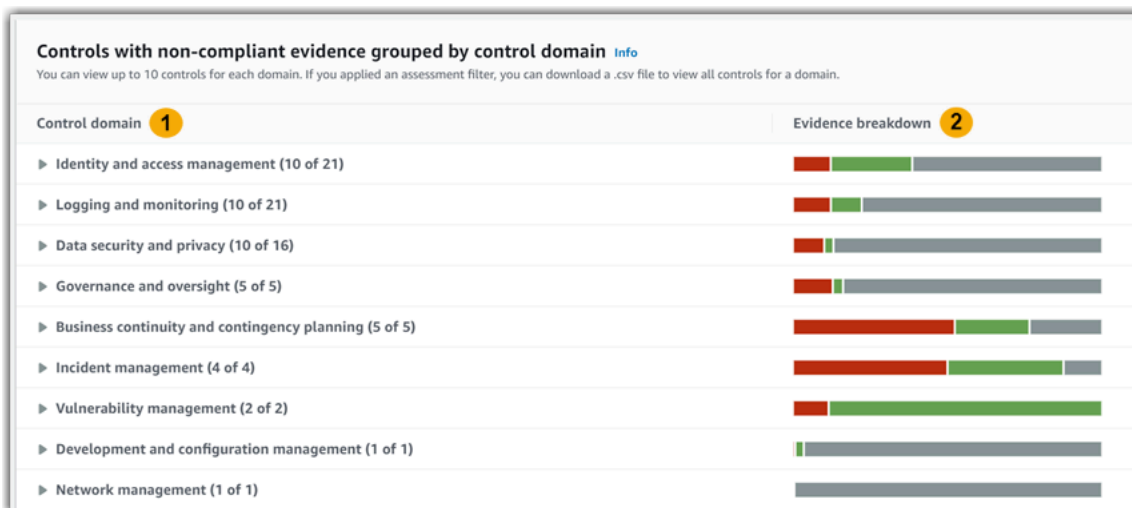 Controls with non-compliant evidence grouped by control domain Info
You can view up to 10 controls for each domain. If you applied an assessment filter, you can download a .csv file to view all controls for a domain.
Control domain 1 Evidence breakdown 2
Identity and access management (10 of 21)
Logging and monitoring (10 of 21)
Data security and privacy (10 of 16)
Governance and oversight (5 of 5)
Business continuity and contingency planning (5 of 5)
Incident management (4 of 4)
Vulnerability management (2 of 2)
Development and configuration management (1 of 1)
Network management (1 of 1)